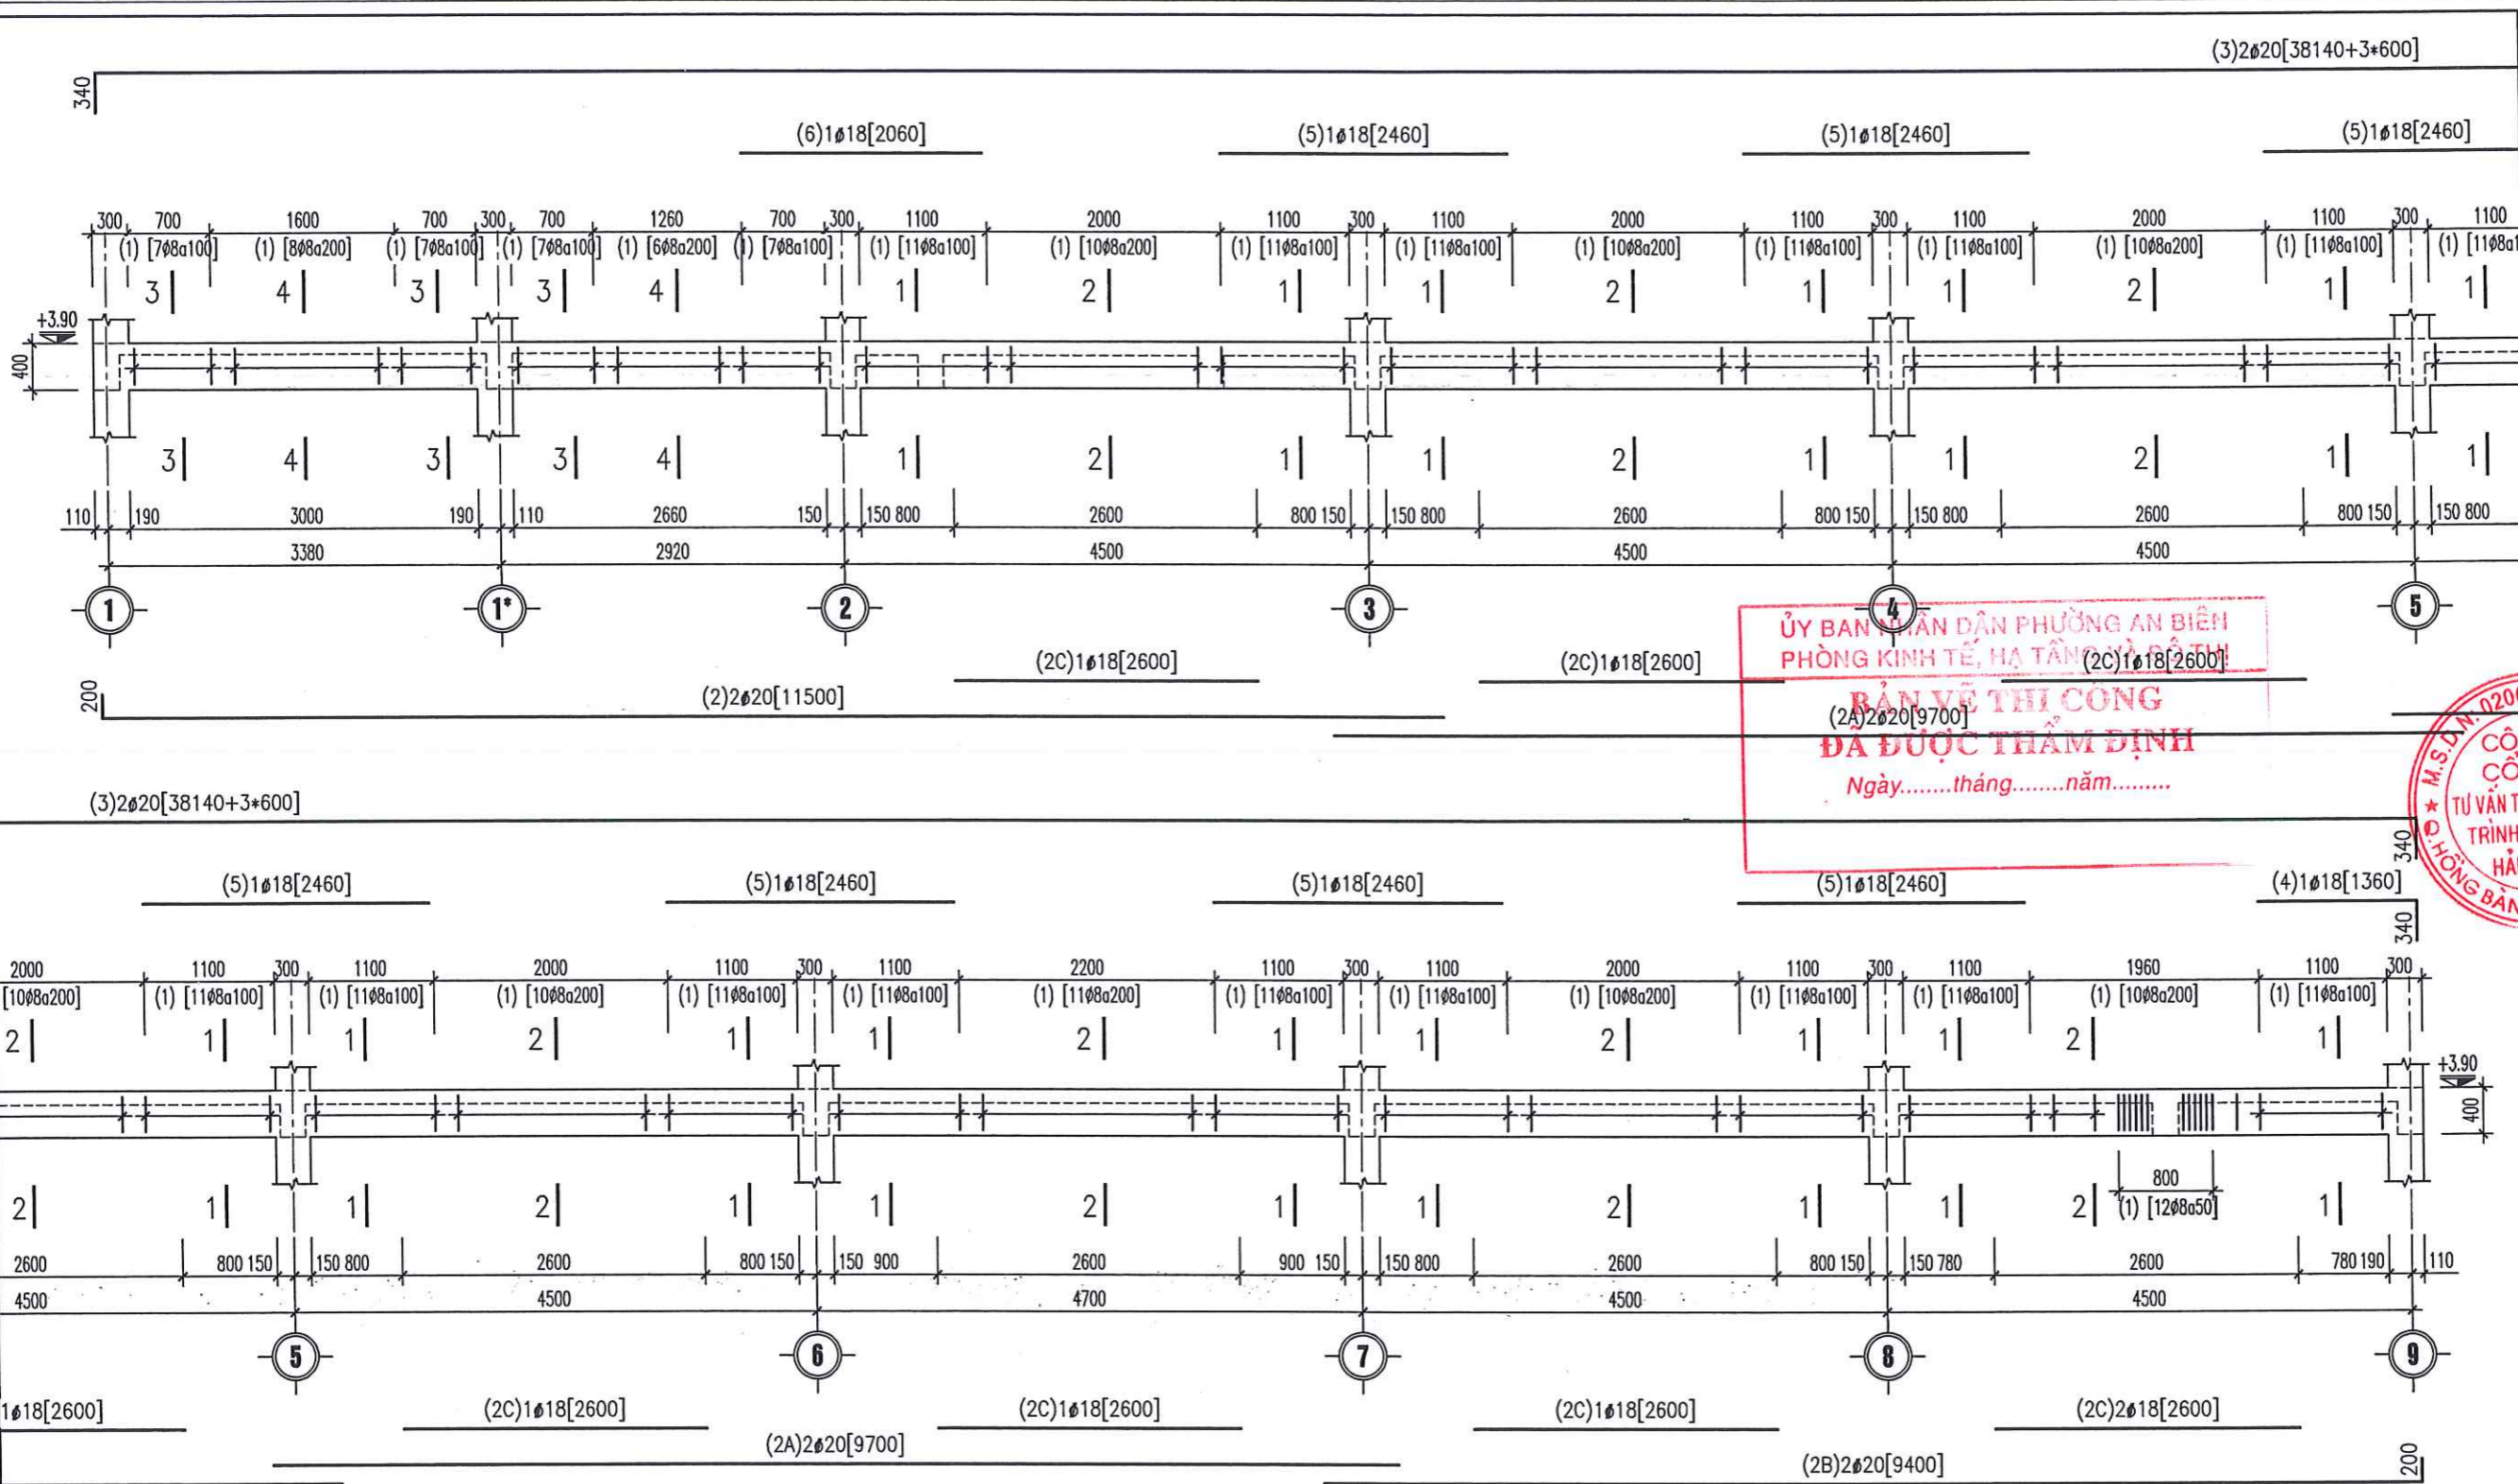 (3)2ø20[38140+3*600]
340
(6)1ø18[2060] (5)1ø18[2460] (5)1ø18[2460] (5)1ø18[2460]
300 700 1600 700 300 700 1260 700 300 1100 2000 1100 300 1100 2000 1100 300 1100 2000 1100 300 1100
(1) [7ø8a100] (1) [8ø8a200] (1) [7ø8a100] (1) [7ø8a100] (1) [6ø8a200] (1) [7ø8a100] (1) [11ø8a100] (1) [10ø8a200] (1) [11ø8a100] (1) [11ø8a100] (1) [10ø8a200] (1) [11ø8a100] (1) [11ø8a100] (1) [10ø8a200] (1) [11ø8a100] (1) [11ø8a1
3 4 3 3 4 1 2 1 1 2 1 1 2 1 1
+3.90
400
3 4 3 3 4 1 2 1 1 2 1 1 2 1 1
110 190 3000 190 110 2660 150 150 800 2600 800 150 150 800 2600 800 150 150 800 2600 800 150 150 800
3380 2920 4500 4500 4500
1 1* 2 3 4 5
ỦY BAN NHÂN DÂN PHƯỜNG AN BIÊN
PHÒNG KINH TẾ, HẠ TẦNG VÀ ĐÔ THỊ
(2C)1ø18[2600] (2C)1ø18[2600] (2C)1ø18[2600]
200
(2)2ø20[11500]
BẢN VẼ THI CÔNG
(2A)2ø20[9700]
ĐÃ ĐƯỢC THẨM ĐỊNH
Ngày........tháng........năm.........
M.S.D.N: 020
CÔ
CỔ
TƯ VẤN T
TRÌNH
HẢ
Q.HỒNG BÀN
(3)2ø20[38140+3*600]
340
(5)1ø18[2460] (5)1ø18[2460] (5)1ø18[2460] (5)1ø18[2460] (4)1ø18[1360]
340
2000 1100 300 1100 2000 1100 300 1100 2200 1100 300 1100 2000 1100 300 1100 1960 1100 300
[10ø8a200] (1) [11ø8a100] (1) [11ø8a100] (1) [10ø8a200] (1) [11ø8a100] (1) [11ø8a100] (1) [11ø8a200] (1) [11ø8a100] (1) [11ø8a100] (1) [10ø8a200] (1) [11ø8a100] (1) [11ø8a100] (1) [10ø8a200] (1) [11ø8a100]
2 1 1 2 1 1 2 1 1 2 1 1 2 1
+3.90
400
800
(1) [12ø8a50]
2 1 1 2 1 1 2 1 1 2 1 1 2 1
2600 800 150 150 800 2600 800 150 150 900 2600 900 150 150 800 2600 800 150 150 780 2600 780 190 110
4500 4500 4700 4500 4500
5 6 7 8 9
1ø18[2600] (2C)1ø18[2600] (2C)1ø18[2600] (2C)1ø18[2600] (2C)2ø18[2600]
(2A)2ø20[9700]
(2B)2ø20[9400]
200